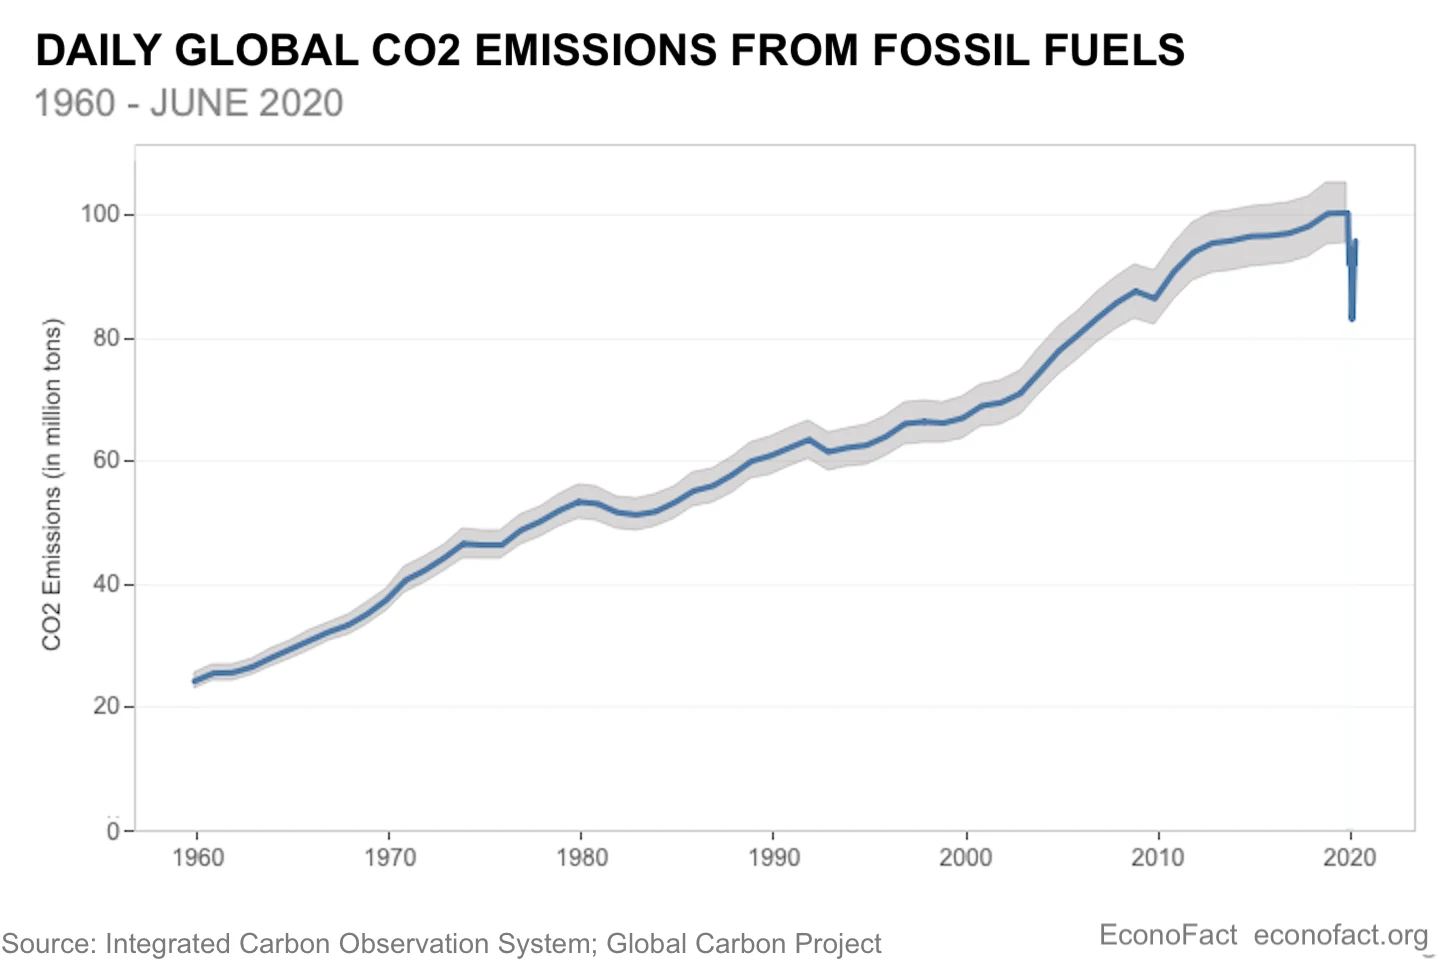 DAILY GLOBAL CO2 EMISSIONS FROM FOSSIL FUELS
1960 - JUNE 2020
CO2 Emissions (in million tons)
100
80
60
40
20
0
1960 1970 1980 1990 2000 2010 2020
Source: Integrated Carbon Observation System; Global Carbon Project
EconoFact econofact.org